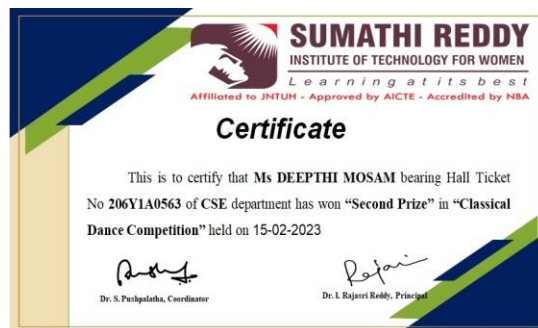 SUMATHI REDDY
INSTITUTE OF TECHNOLOGY FOR WOMEN
Learning at its best
Affiliated to JNTUH - Approved by AICTE - Accredited by NBA
Certificate
This is to certify that Ms DEEPTHI MOSAM bearing Hall Ticket
No 206Y1A0563 of CSE department has won “Second Prize” in “Classical
Dance Competition” held on 15-02-2023
Dr. S. Pushpalatha, Coordinator
Dr. I. Rajasri Reddy, Principal